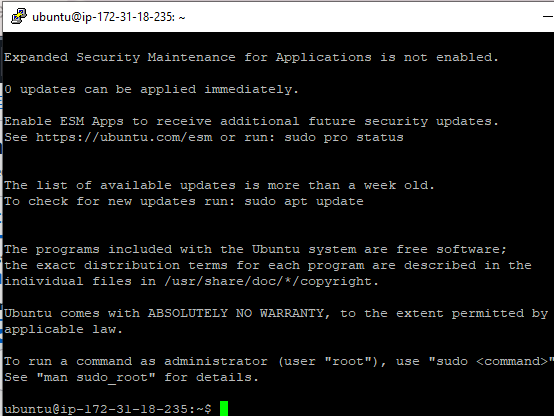 ubuntu@ip-172-31-18-235: ~
Expanded Security Maintenance for Applications is not enabled.
0 updates can be applied immediately.
Enable ESM Apps to receive additional future security updates.
See https://ubuntu.com/esm or run: sudo pro status
The list of available updates is more than a week old.
To check for new updates run: sudo apt update
The programs included with the Ubuntu system are free software;
the exact distribution terms for each program are described in the
individual files in /usr/share/doc/*/copyright.
Ubuntu comes with ABSOLUTELY NO WARRANTY, to the extent permitted by
applicable law.
To run a command as administrator (user "root"), use "sudo <command>"
See "man sudo_root" for details.
ubuntu@ip-172-31-18-235:~$